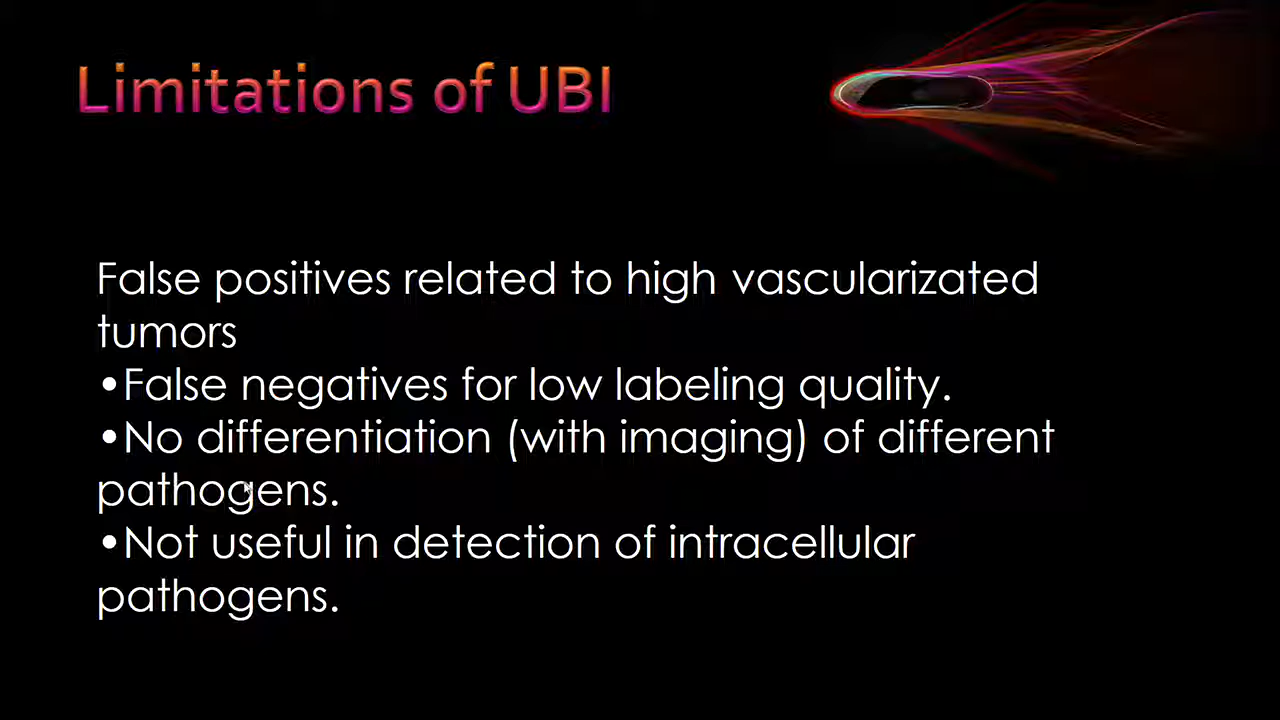 Limitations of UBI
False positives related to high vascularizated
tumors
•False negatives for low labeling quality.
•No differentiation (with imaging) of different
pathogens.
•Not useful in detection of intracellular
pathogens.